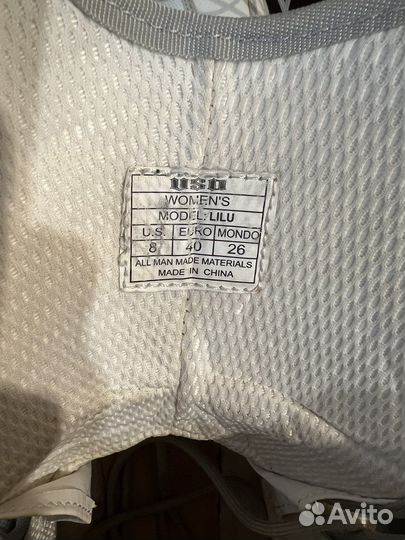 USD
WOMEN'S
MODEL: LILU
U.S. EURO MONDO
8 40 26
ALL MAN MADE MATERIALS
MADE IN CHINA
Avito